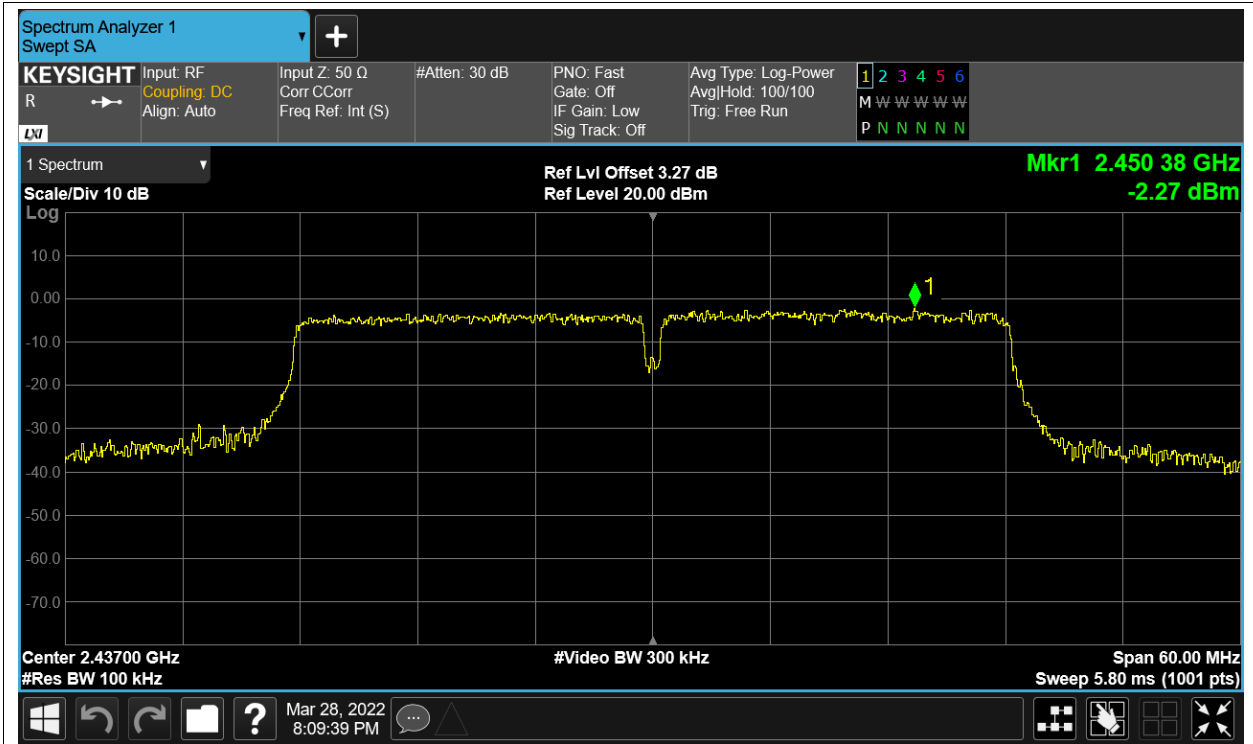 Spectrum Analyzer 1
Swept SA
KEYSIGHT
R
LXI
Input: RF
Coupling: DC
Align: Auto
Input Z: 50 Ω
Corr CCorr
Freq Ref: Int (S)
#Atten: 30 dB
PNO: Fast
Gate: Off
IF Gain: Low
Sig Track: Off
Avg Type: Log-Power
Avg|Hold: 100/100
Trig: Free Run
1 2 3 4 5 6
M W W W W W W
P N N N N N N
1 Spectrum
Scale/Div 10 dB
Log
Ref Lvl Offset 3.27 dB
Ref Level 20.00 dBm
Mkr1 2.450 38 GHz
-2.27 dBm
1
10.0
0.00
-10.0
-20.0
-30.0
-40.0
-50.0
-60.0
-70.0
Center 2.43700 GHz
#Video BW 300 kHz
Span 60.00 MHz
#Res BW 100 kHz
Sweep 5.80 ms (1001 pts)
?
Mar 28, 2022
8:09:39 PM